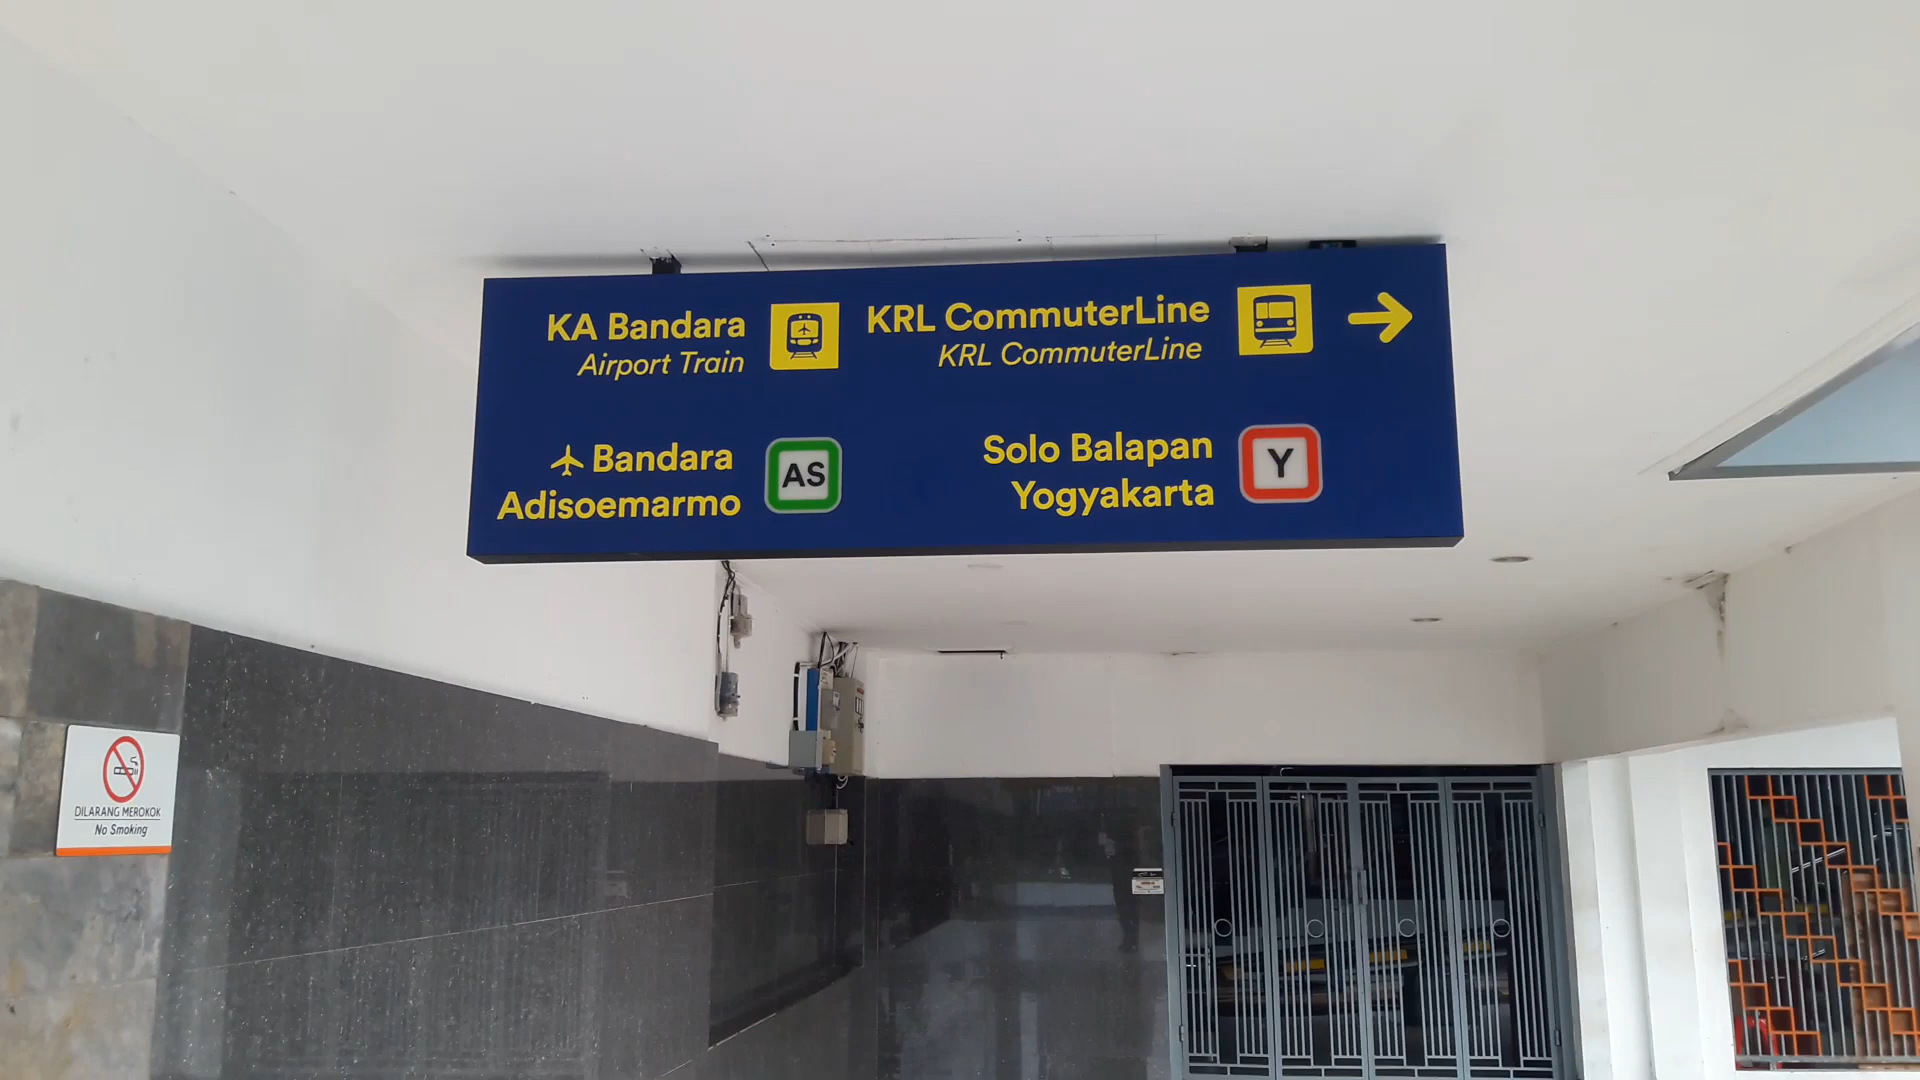 KA Bandara
Airport Train
KRL CommuterLine
KRL CommuterLine
Bandara
Adisoemarmo
AS
Solo Balapan
Yogyakarta
Y
DILARANG MEROKOK
No Smoking